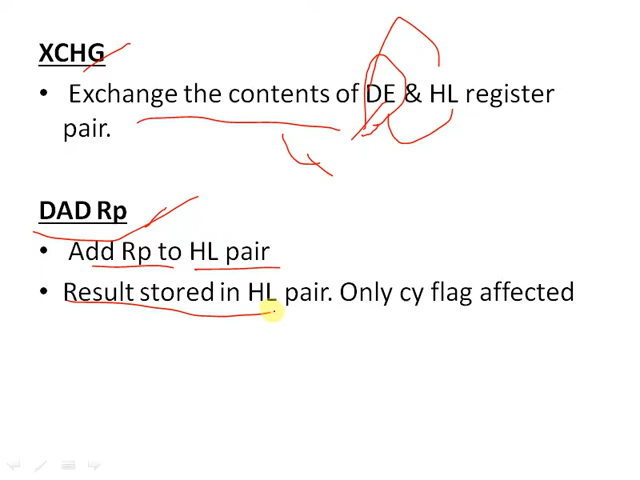 XCHG
• Exchange the contents of DE & HL register
pair.
DAD Rp
• Add Rp to HL pair
• Result stored in HL pair. Only cy flag affected